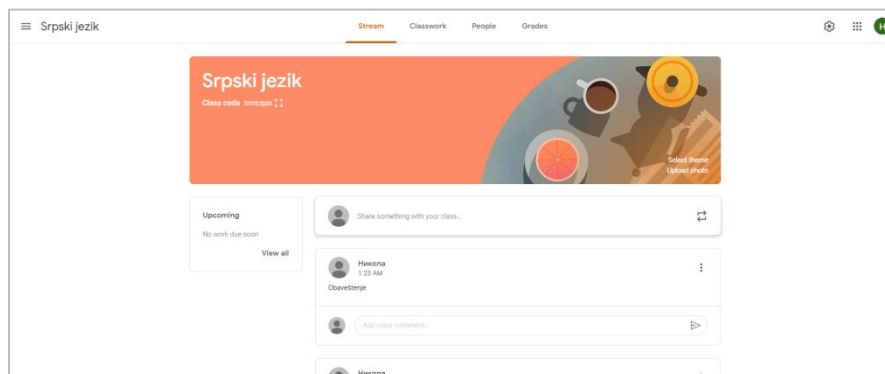 Srpski jezik
Stream Classwork People Grades
H
Srpski jezik
Class code tmrcqax
Select theme
Upload photo
Upcoming
No work due soon
View all
Share something with your class...
Никола
1:23 AM
Obaveštenje
Add class comment...
Никола